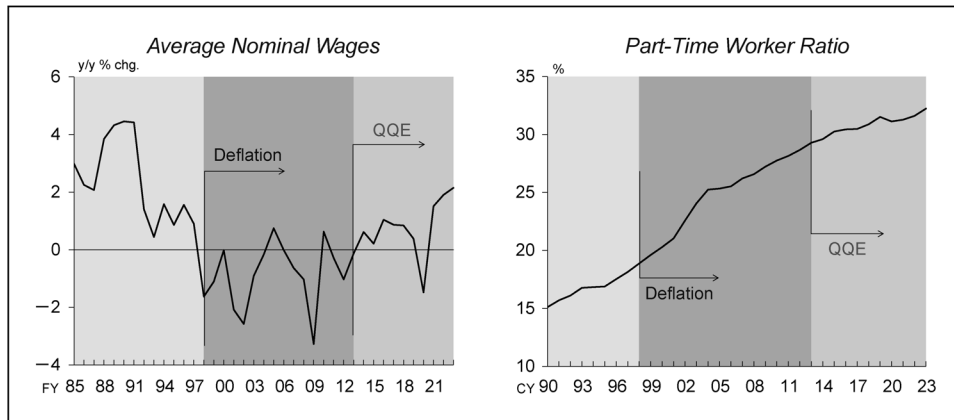 Average Nominal Wages
y/y % chg.
6
4
2
0
−2
−4
Deflation
QQE
FY 85 88 91 94 97 00 03 06 09 12 15 18 21
Part-Time Worker Ratio
%
35
30
25
20
15
10
QQE
Deflation
CY 90 93 96 99 02 05 08 11 14 17 20 23